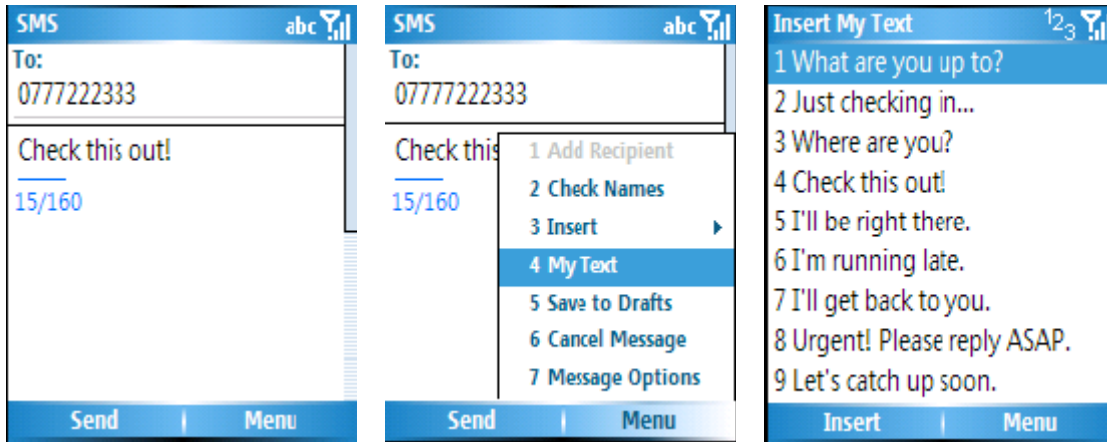 SMS abc
To:
0777222333
Check this out!
15/160
Send Menu
SMS abc
To:
07777222333
Check this
15/160
1 Add Recipient
2 Check Names
3 Insert
4 My Text
5 Save to Drafts
6 Cancel Message
7 Message Options
Send Menu
Insert My Text 123
1 What are you up to?
2 Just checking in...
3 Where are you?
4 Check this out!
5 I'll be right there.
6 I'm running late.
7 I'll get back to you.
8 Urgent! Please reply ASAP.
9 Let's catch up soon.
Insert Menu